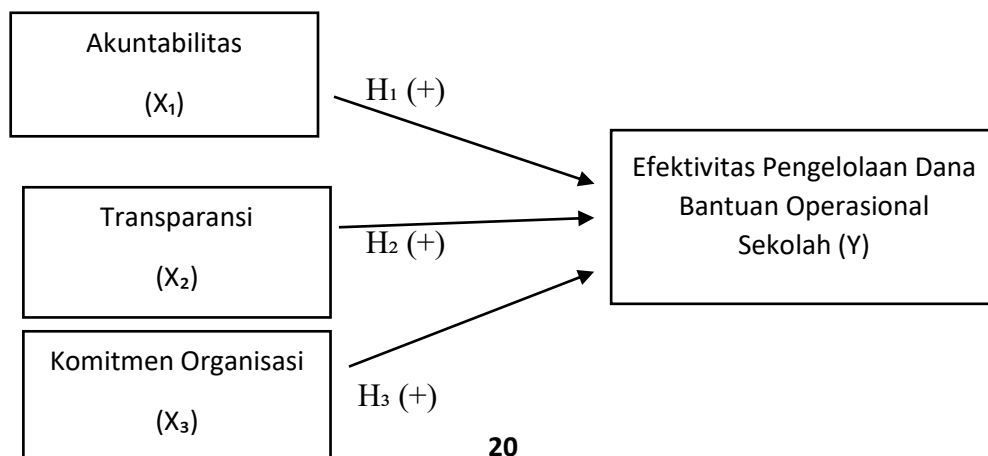 Akuntabilitas
(X₁)
H₁ (+)
Transparansi
(X₂)
H₂ (+)
Komitmen Organisasi
(X₃)
H₃ (+)
Efektivitas Pengelolaan Dana
Bantuan Operasional
Sekolah (Y)
20